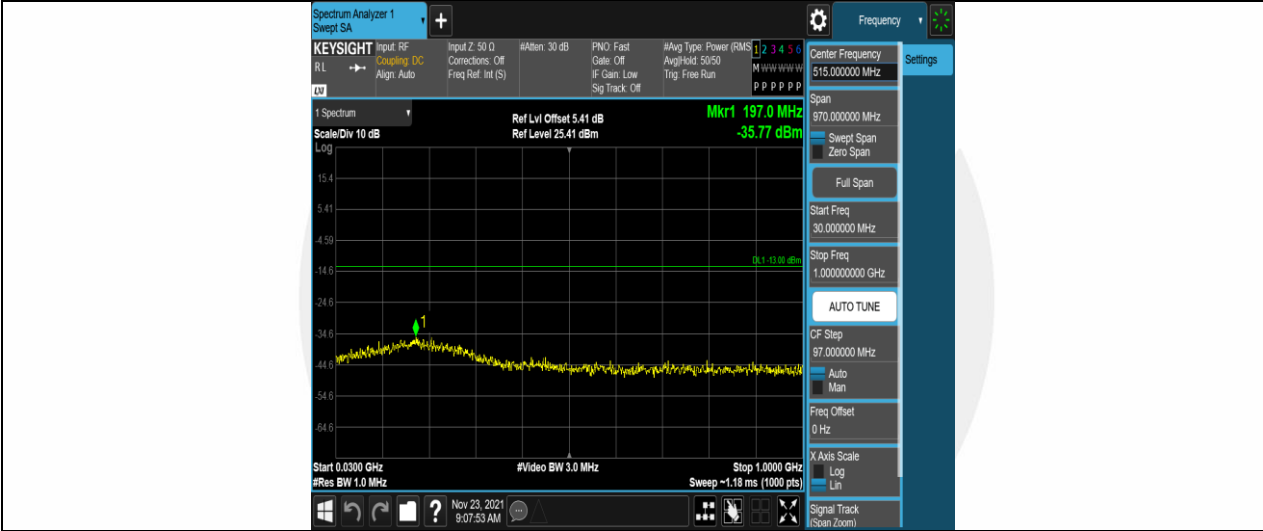 Spectrum Analyzer 1
Swept SA
+
Frequency
KEYSIGHT
RL
LXI
Input: RF
Coupling: DC
Align: Auto
Input Z: 50 Ω
Corrections: Off
Freq Ref: Int (S)
#Atten: 30 dB
PNO: Fast
Gate: Off
IF Gain: Low
Sig Track: Off
#Avg Type: Power (RMS
Avg|Hold: 50/50
Trig: Free Run
1 2 3 4 5 6
M W W W W W
P P P P P P
1 Spectrum
Scale/Div 10 dB
Ref Lvl Offset 5.41 dB
Ref Level 25.41 dBm
Mkr1 197.0 MHz
-35.77 dBm
Log
15.4
5.41
-4.59
-14.6
-24.6
-34.6
-44.6
-54.6
-64.6
DL1 -13.00 dBm
1
Start 0.0300 GHz
#Res BW 1.0 MHz
#Video BW 3.0 MHz
Stop 1.0000 GHz
Sweep ~1.18 ms (1000 pts)
Center Frequency
515.000000 MHz
Settings
Span
970.000000 MHz
Swept Span
Zero Span
Full Span
Start Freq
30.000000 MHz
Stop Freq
1.000000000 GHz
AUTO TUNE
CF Step
97.000000 MHz
Auto
Man
Freq Offset
0 Hz
X Axis Scale
Log
Lin
Signal Track
(Span Zoom)
?
Nov 23, 2021
9:07:53 AM